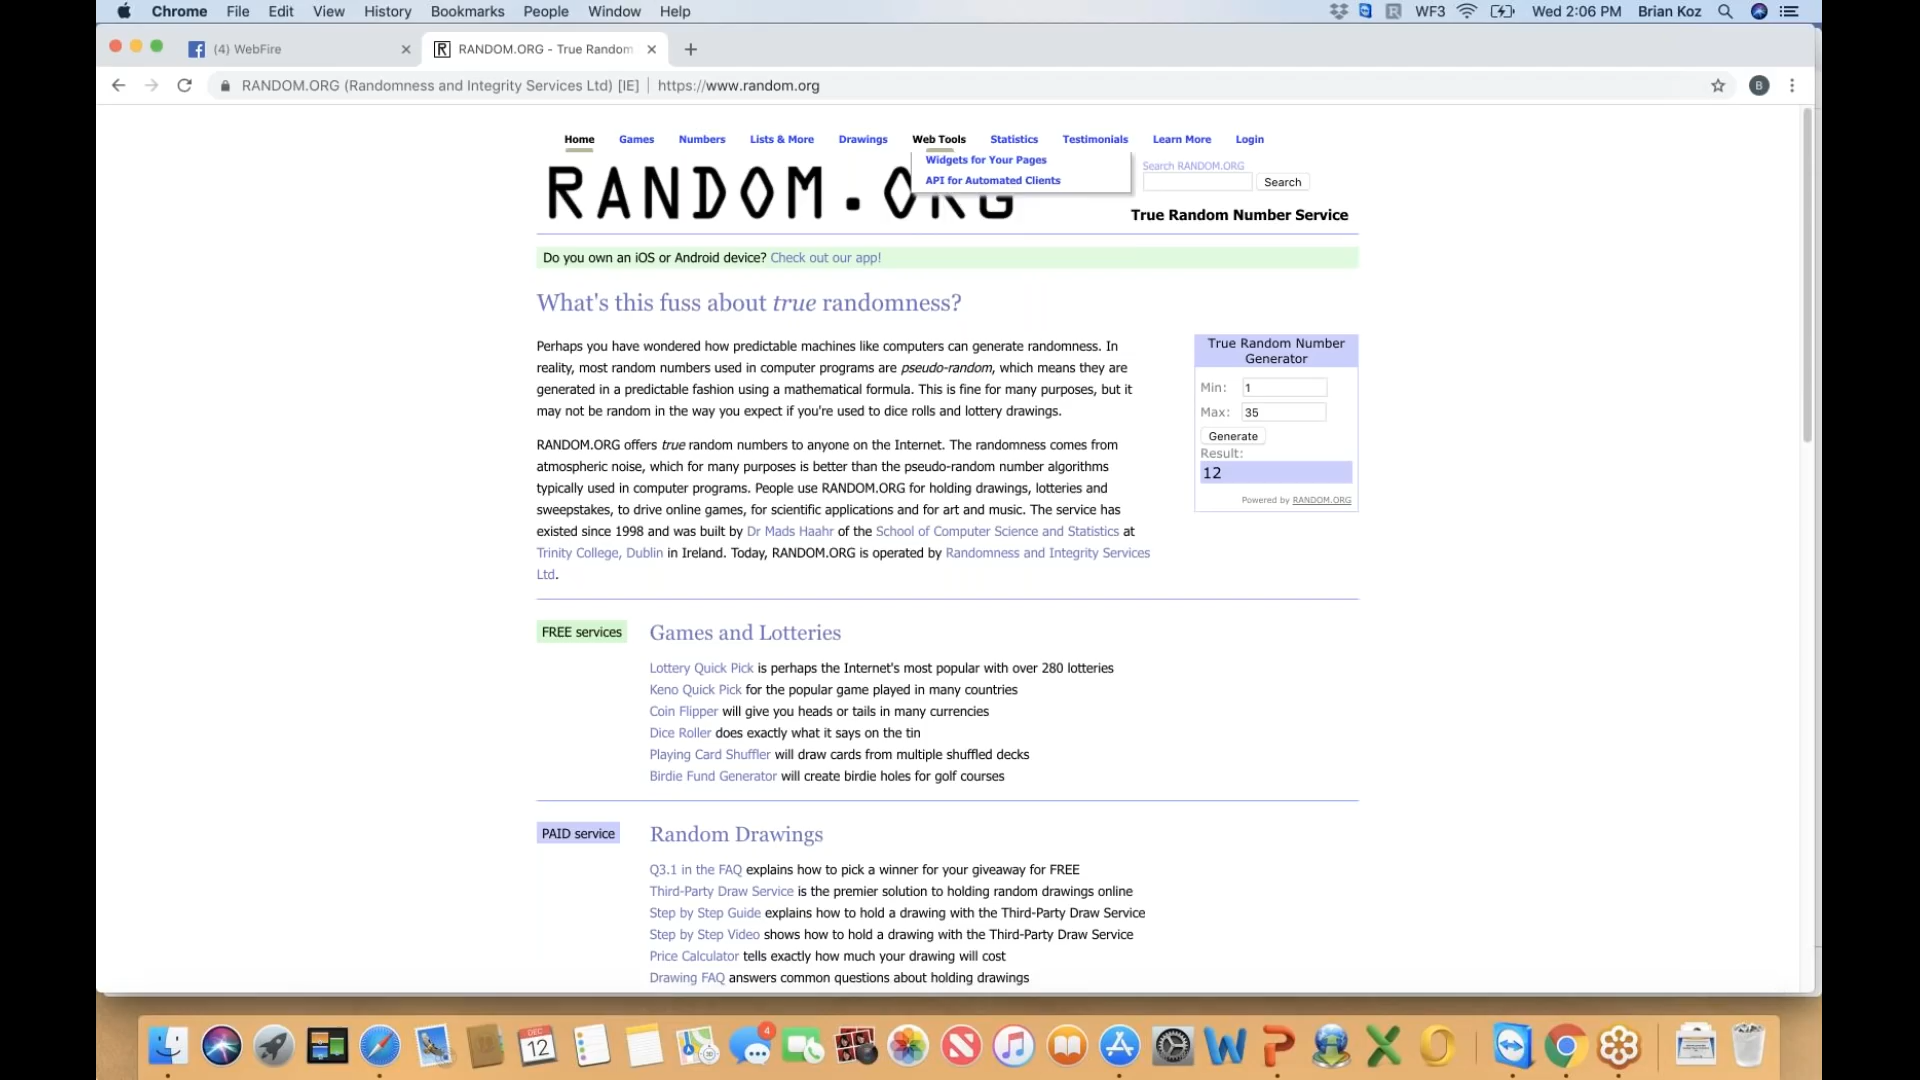 Chrome File Edit View History Bookmarks People Window Help WF3 Wed 2:06 PM Brian Koz
(4) WebFire RANDOM.ORG - True Random
RANDOM.ORG (Randomness and Integrity Services Ltd) [IE] https://www.random.org B
Home Games Numbers Lists & More Drawings Web Tools Statistics Testimonials Learn More Login
Widgets for Your Pages
API for Automated Clients
Search RANDOM.ORG
Search
RANDOM.ORG
True Random Number Service
Do you own an iOS or Android device? Check out our app!
What's this fuss about true randomness?
Perhaps you have wondered how predictable machines like computers can generate randomness. In
reality, most random numbers used in computer programs are pseudo-random, which means they are
generated in a predictable fashion using a mathematical formula. This is fine for many purposes, but it
may not be random in the way you expect if you're used to dice rolls and lottery drawings.
RANDOM.ORG offers true random numbers to anyone on the Internet. The randomness comes from
atmospheric noise, which for many purposes is better than the pseudo-random number algorithms
typically used in computer programs. People use RANDOM.ORG for holding drawings, lotteries and
sweepstakes, to drive online games, for scientific applications and for art and music. The service has
existed since 1998 and was built by Dr Mads Haahr of the School of Computer Science and Statistics at
Trinity College, Dublin in Ireland. Today, RANDOM.ORG is operated by Randomness and Integrity Services
Ltd.
True Random Number
Generator
Min: 1
Max: 35
Generate
Result:
12
Powered by RANDOM.ORG
FREE services
Games and Lotteries
Lottery Quick Pick is perhaps the Internet's most popular with over 280 lotteries
Keno Quick Pick for the popular game played in many countries
Coin Flipper will give you heads or tails in many currencies
Dice Roller does exactly what it says on the tin
Playing Card Shuffler will draw cards from multiple shuffled decks
Birdie Fund Generator will create birdie holes for golf courses
PAID service
Random Drawings
Q3.1 in the FAQ explains how to pick a winner for your giveaway for FREE
Third-Party Draw Service is the premier solution to holding random drawings online
Step by Step Guide explains how to hold a drawing with the Third-Party Draw Service
Step by Step Video shows how to hold a drawing with the Third-Party Draw Service
Price Calculator tells exactly how much your drawing will cost
Drawing FAQ answers common questions about holding drawings
DEC
12
4